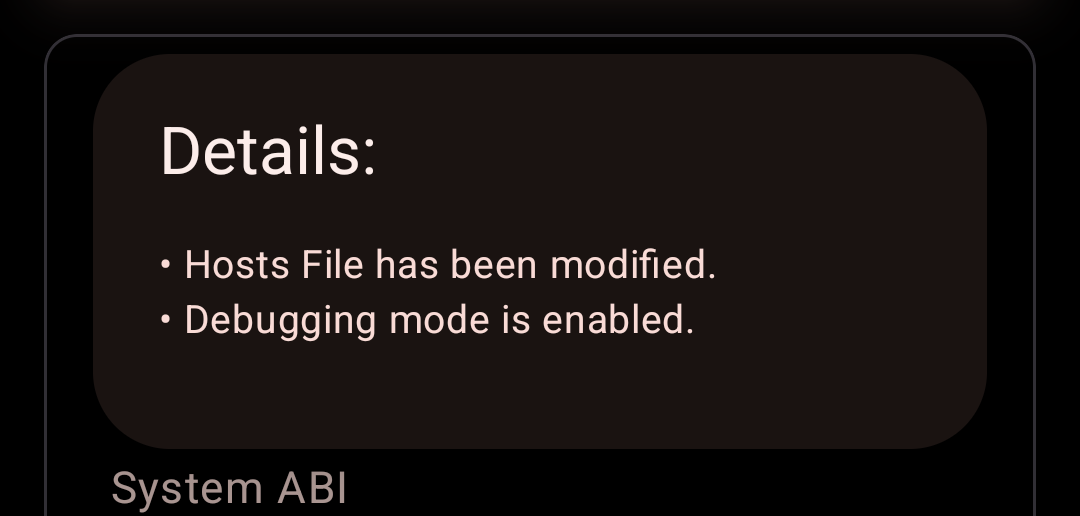 Details:
• Hosts File has been modified.
• Debugging mode is enabled.
System ABI